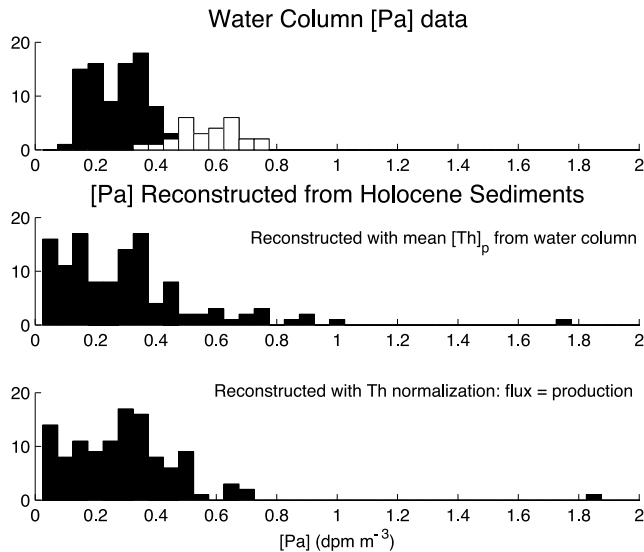 Water Column [Pa] data
20
10
0
0 0.2 0.4 0.6 0.8 1 1.2 1.4 1.6 1.8 2
[Pa] Reconstructed from Holocene Sediments
Reconstructed with mean [Th]p from water column
20
10
0
0 0.2 0.4 0.6 0.8 1 1.2 1.4 1.6 1.8 2
Reconstructed with Th normalization: flux = production
20
10
0
0 0.2 0.4 0.6 0.8 1 1.2 1.4 1.6 1.8 2
[Pa] (dpm m-3)